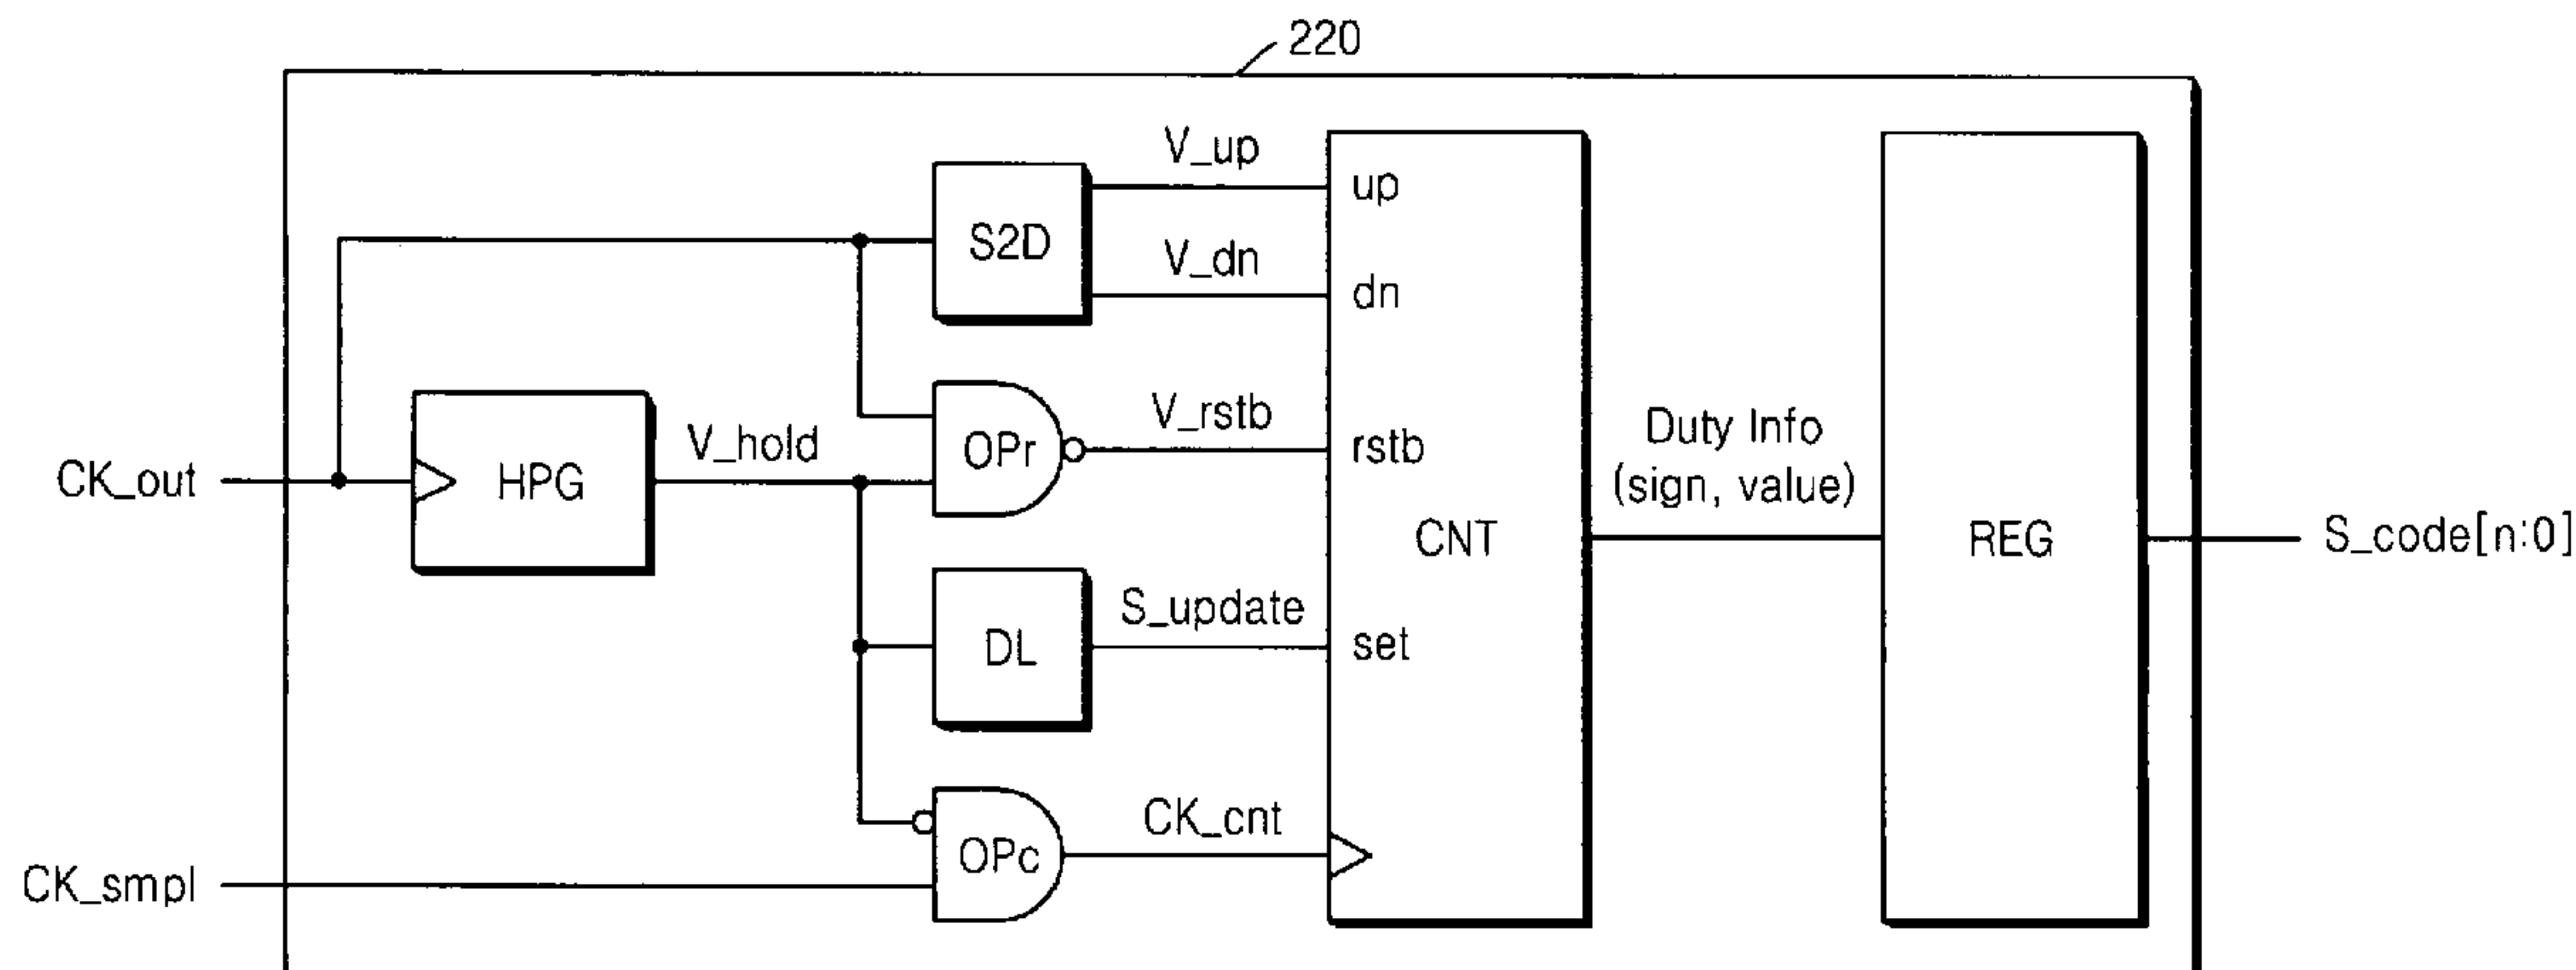 220
V_up
up
S2D
V_dn
dn
CK_out
HPG
V_hold
OPr
V_rstb
rstb
Duty Info
(sign, value)
CNT
REG
S_code[n:0]
DL
S_update
set
CK_smpl
OPc
CK_cnt